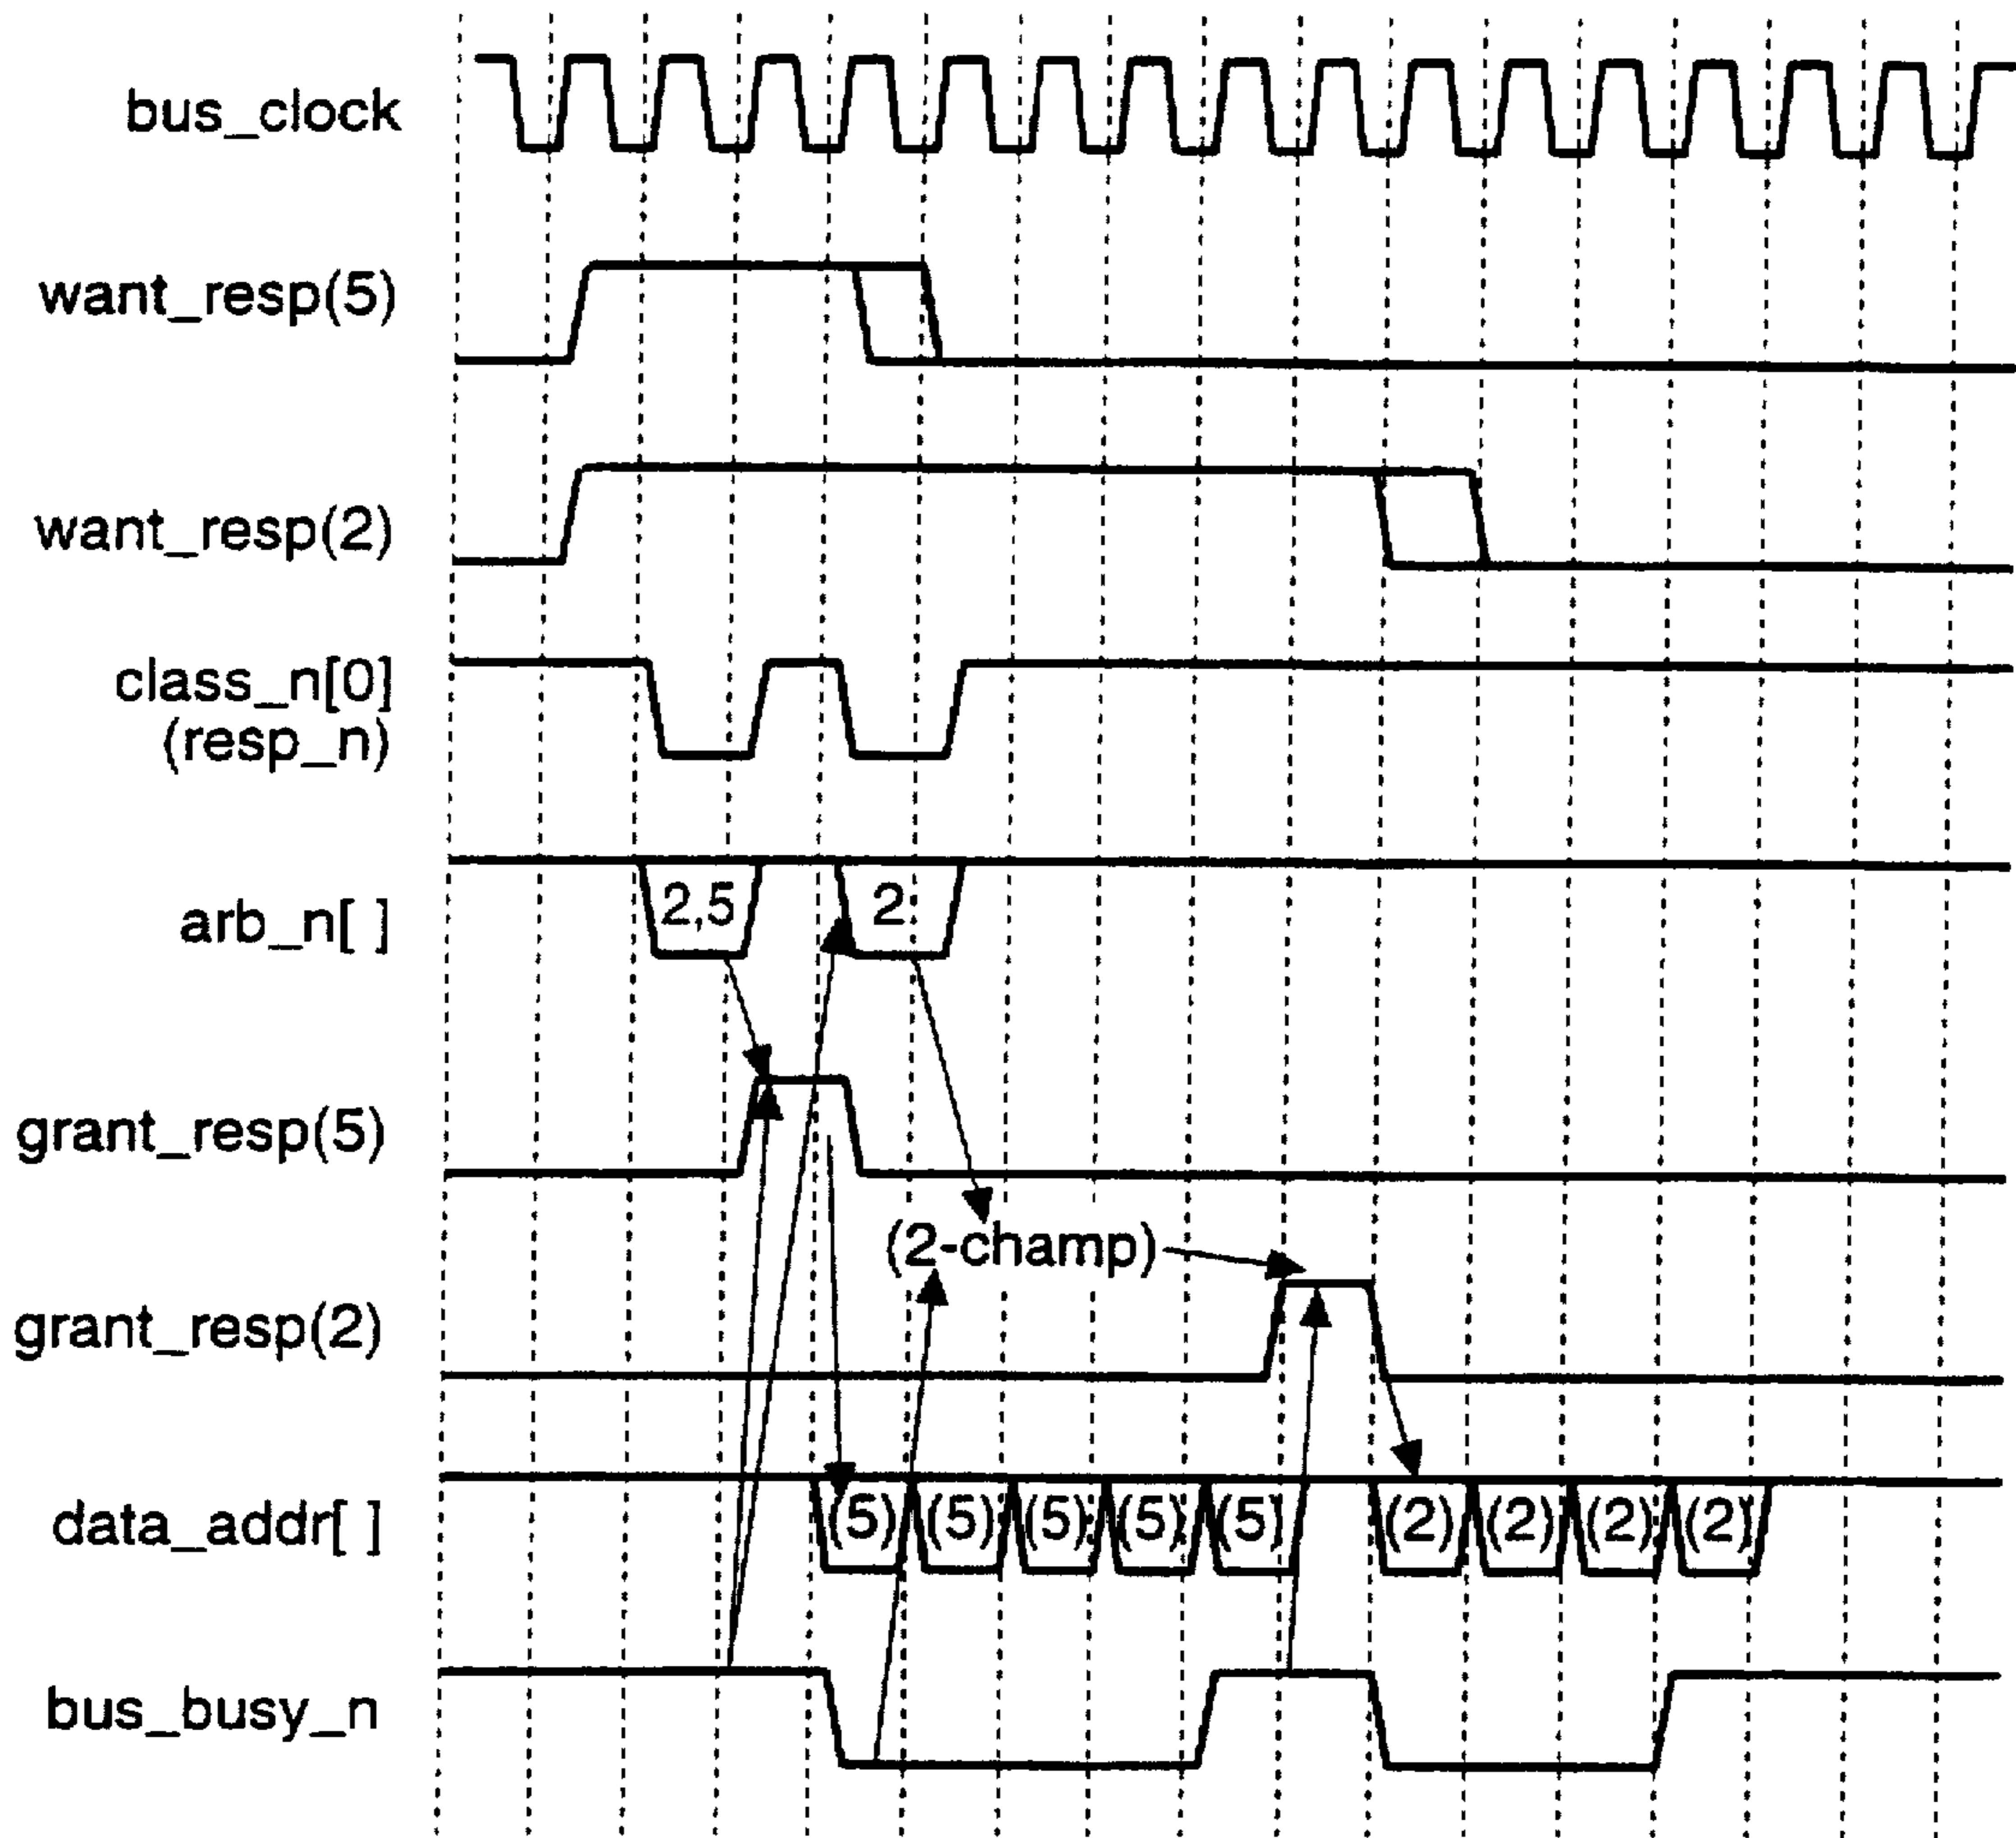 bus_clock
want_resp(5)
want_resp(2)
class_n[0]
(resp_n)
arb_n[ ]
2,5
2
grant_resp(5)
(2-champ)
grant_resp(2)
data_addr[ ]
(5) (5) (5) (5) (5) (2) (2) (2) (2)
bus_busy_n